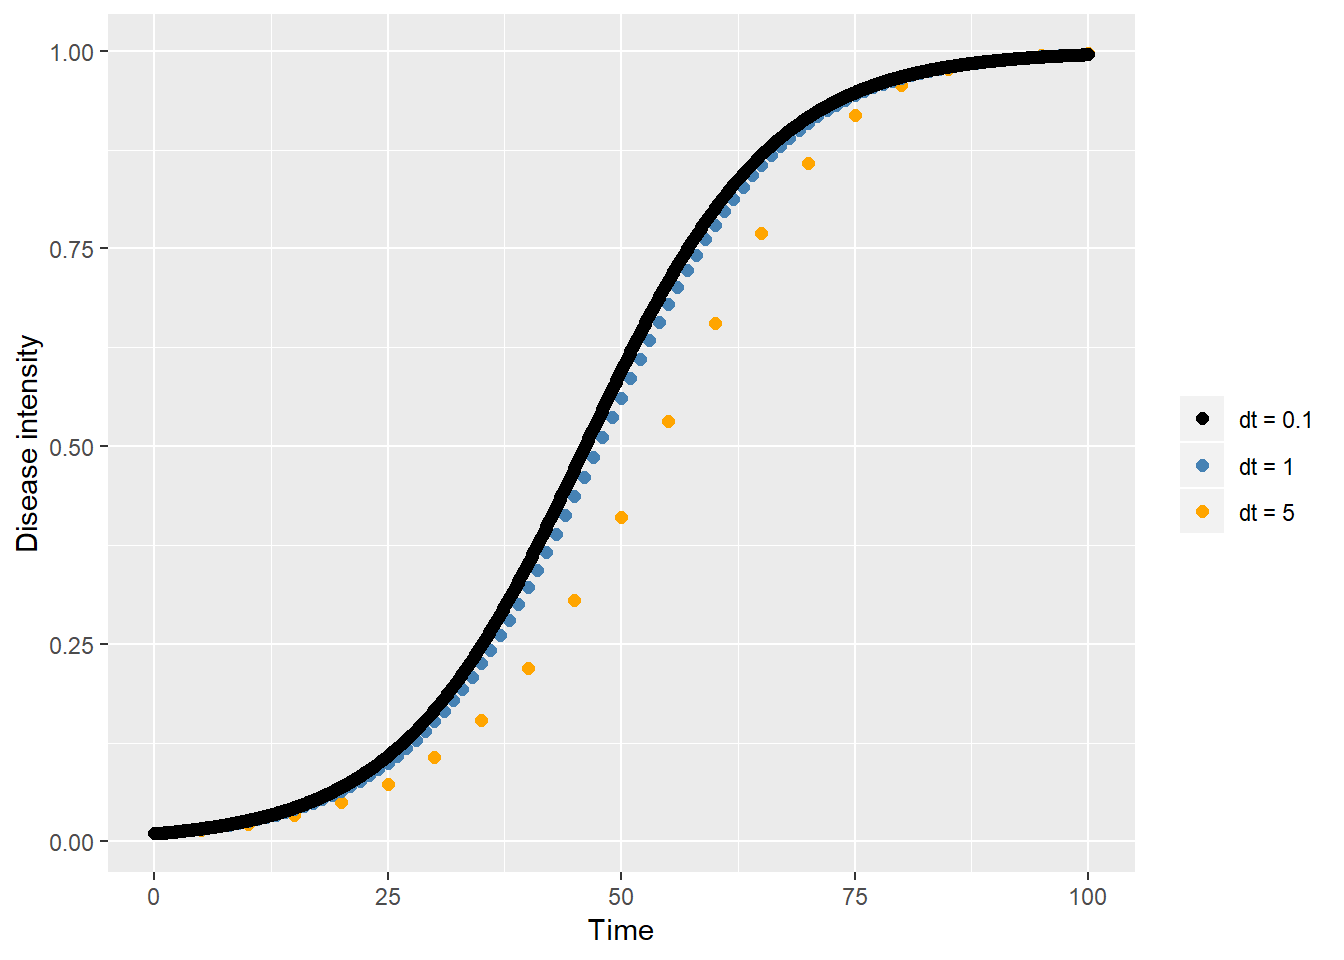 1.00
0.75
0.50
0.25
0.00
Disease intensity
0
25
50
75
100
Time
dt = 0.1
dt = 1
dt = 5